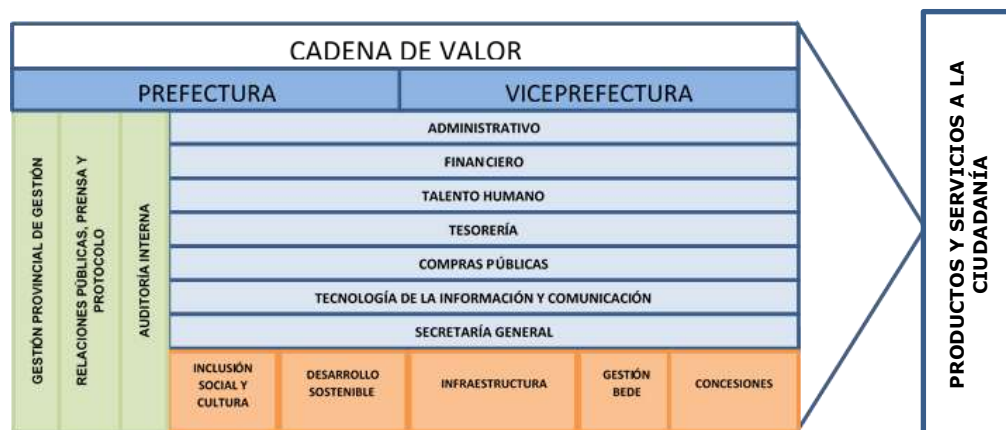 CADENA DE VALOR
PREFECTURA
VICEPREFECTURA
GESTIÓN PROVINCIAL DE GESTIÓN
RELACIONES PÚBLICAS, PRENSA Y
PROTOCOLO
AUDITORÍA INTERNA
ADMINISTRATIVO
FINANCIERO
TALENTO HUMANO
TESORERÍA
COMPRAS PÚBLICAS
TECNOLOGÍA DE LA INFORMACIÓN Y COMUNICACIÓN
SECRETARÍA GENERAL
INCLUSIÓN
SOCIAL Y
CULTURA
DESARROLLO
SOSTENIBLE
INFRAESTRUCTURA
GESTIÓN
BEDE
CONCESIONES
PRODUCTOS Y SERVICIOS A LA
CIUDADANÍA